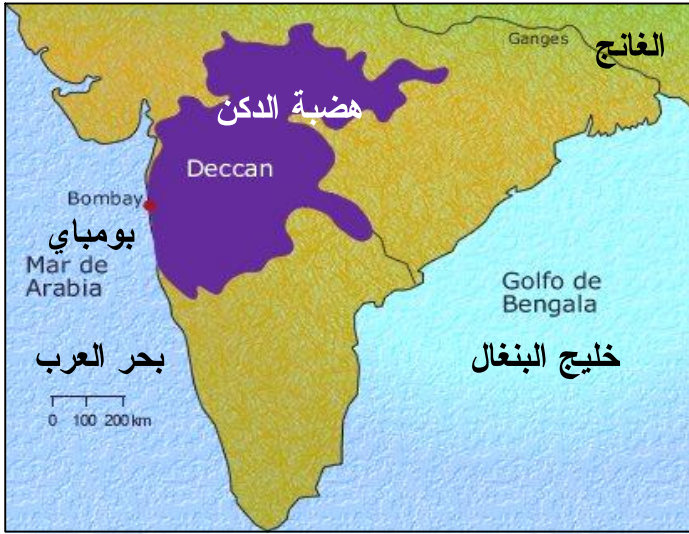 Ganges
الغانج
هضبة الدكن
Deccan
Bombay
بومباي
Mar de
Arabia
Golfo de
Bengala
بحر العرب
خليج البنغال
0 100 200 km